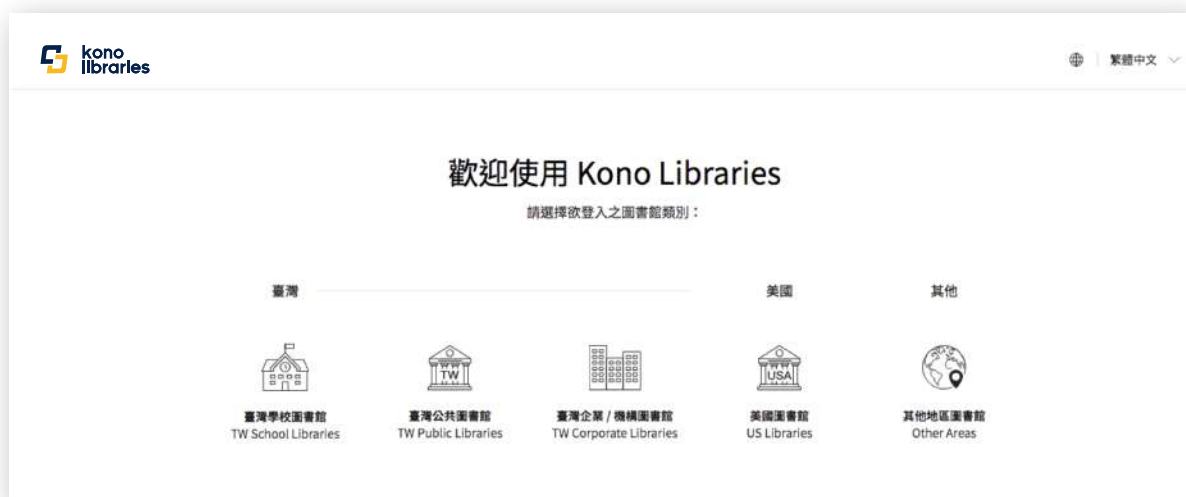 kono
libraries
繁體中文
歡迎使用 Kono Libraries
請選擇欲登入之圖書館類別：
臺灣
美國
其他
TW
USA
臺灣學校圖書館
TW School Libraries
臺灣公共圖書館
TW Public Libraries
臺灣企業 / 機構圖書館
TW Corporate Libraries
美國圖書館
US Libraries
其他地區圖書館
Other Areas